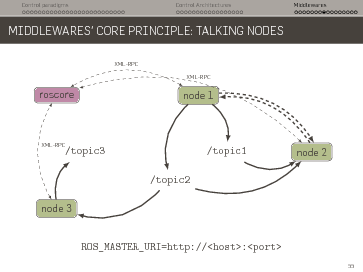 Control paradigms
Control Architectures
Middlewares
MIDDLEWARES' CORE PRINCIPLE: TALKING NODES
XML-RPC
XML-RPC
roscore
node 1
XML-RPC
/topic3
/topic1
node 2
/topic2
node 3
ROS_MASTER_URI=http://<host>:<port>